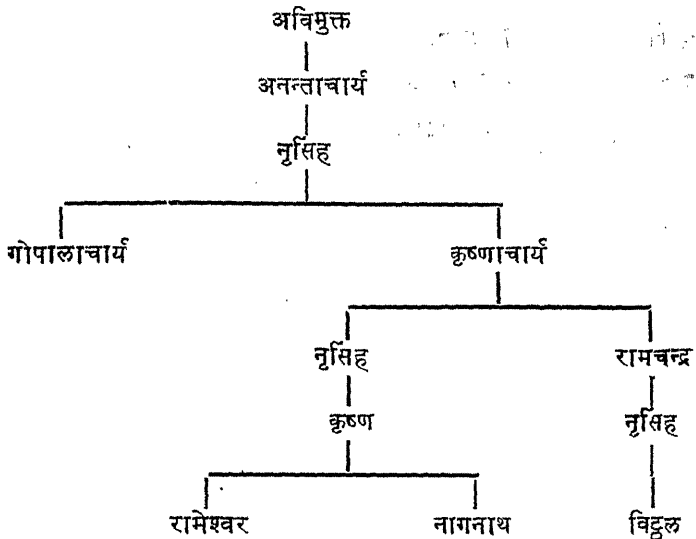 अविमुक्त
अनन्ताचार्य
नृसिंह
गोपालाचार्य कृष्णाचार्य
नृसिंह रामचन्द्र
कृष्ण नृसिंह
रामेश्वर नागनाथ विट्ठल